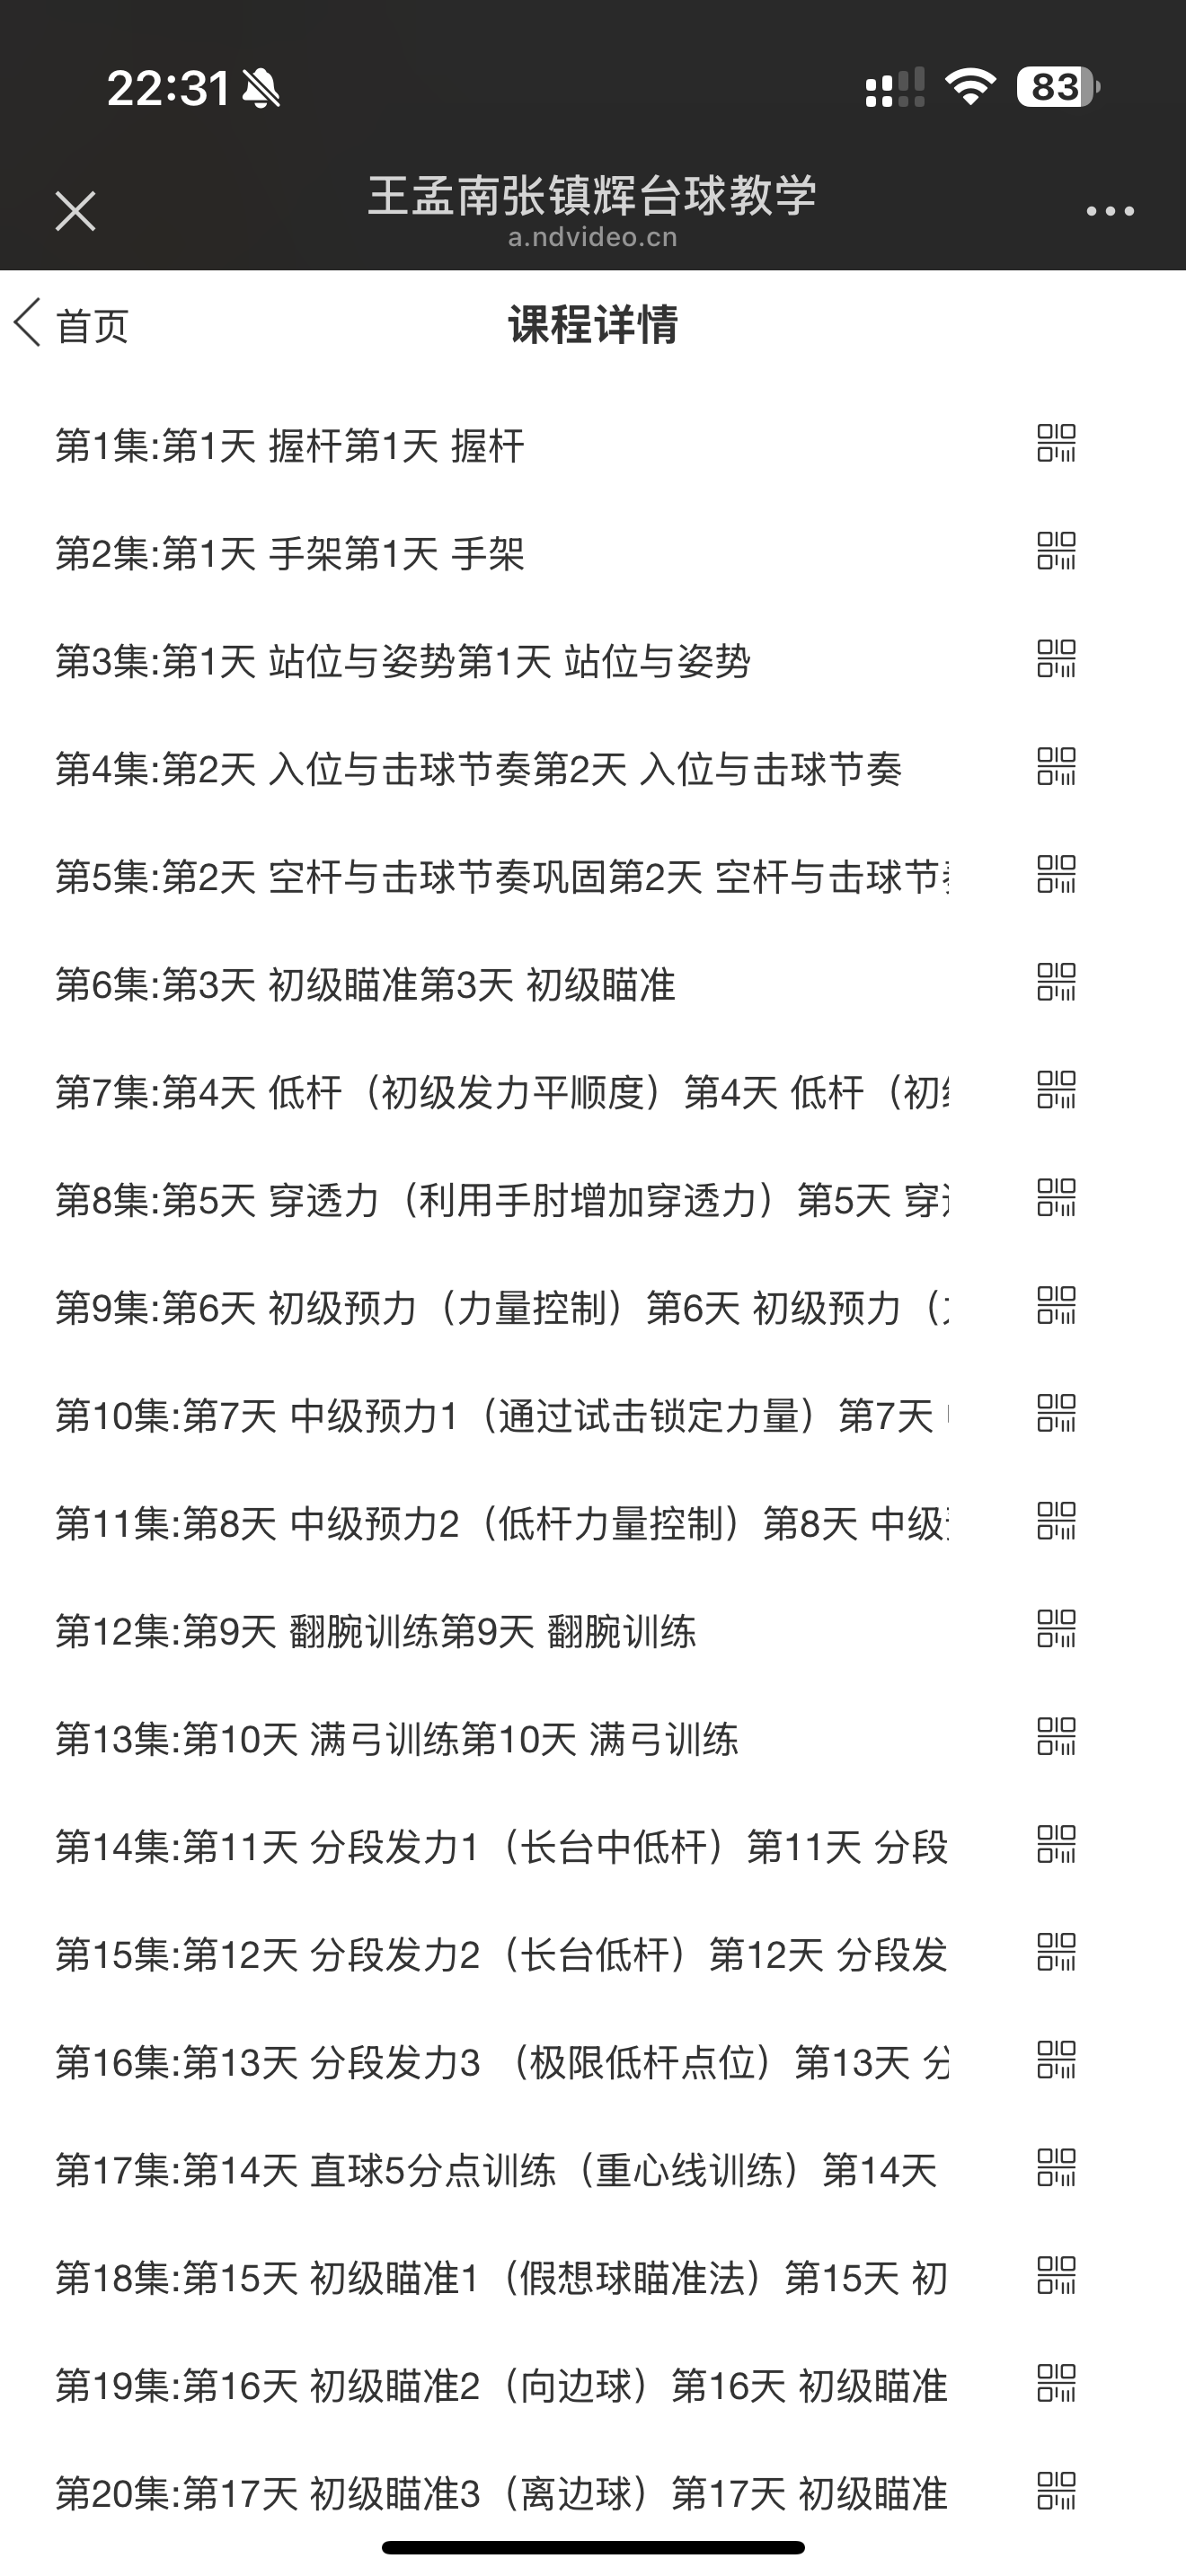 22:31
83
王孟南张镇辉台球教学
a.ndvideo.cn
首页
课程详情
第1集:第1天 握杆第1天 握杆
第2集:第1天 手架第1天 手架
第3集:第1天 站位与姿势第1天 站位与姿势
第4集:第2天 入位与击球节奏第2天 入位与击球节奏
第5集:第2天 空杆与击球节奏巩固第2天 空杆与击球节
第6集:第3天 初级瞄准第3天 初级瞄准
第7集:第4天 低杆（初级发力平顺度）第4天 低杆（初
第8集:第5天 穿透力（利用手肘增加穿透力）第5天 穿
第9集:第6天 初级预力（力量控制）第6天 初级预力（
第10集:第7天 中级预力1（通过试击锁定力量）第7天
第11集:第8天 中级预力2（低杆力量控制）第8天 中级
第12集:第9天 翻腕训练第9天 翻腕训练
第13集:第10天 满弓训练第10天 满弓训练
第14集:第11天 分段发力1（长台中低杆）第11天 分段
第15集:第12天 分段发力2（长台低杆）第12天 分段发
第16集:第13天 分段发力3 （极限低杆点位）第13天 分
第17集:第14天 直球5分点训练（重心线训练）第14天
第18集:第15天 初级瞄准1（假想球瞄准法）第15天 初
第19集:第16天 初级瞄准2（向边球）第16天 初级瞄准
第20集:第17天 初级瞄准3（离边球）第17天 初级瞄准